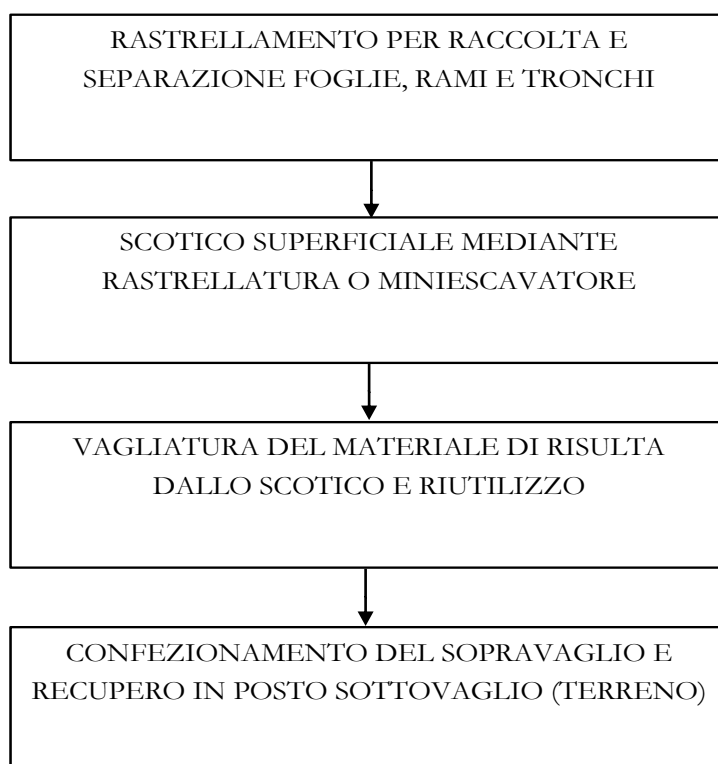 RASTRELLAMENTO PER RACCOLTA E
SEPARAZIONE FOGLIE, RAMI E TRONCHI
SCOTICO SUPERFICIALE MEDIANTE
RASTRELLATURA O MINIESCAVATORE
VAGLIATURA DEL MATERIALE DI RISULTA
DALLO SCOTICO E RIUTILIZZO
CONFEZIONAMENTO DEL SOPRAVAGLIO E
RECUPERO IN POSTO SOTTOVAGLIO (TERRENO)